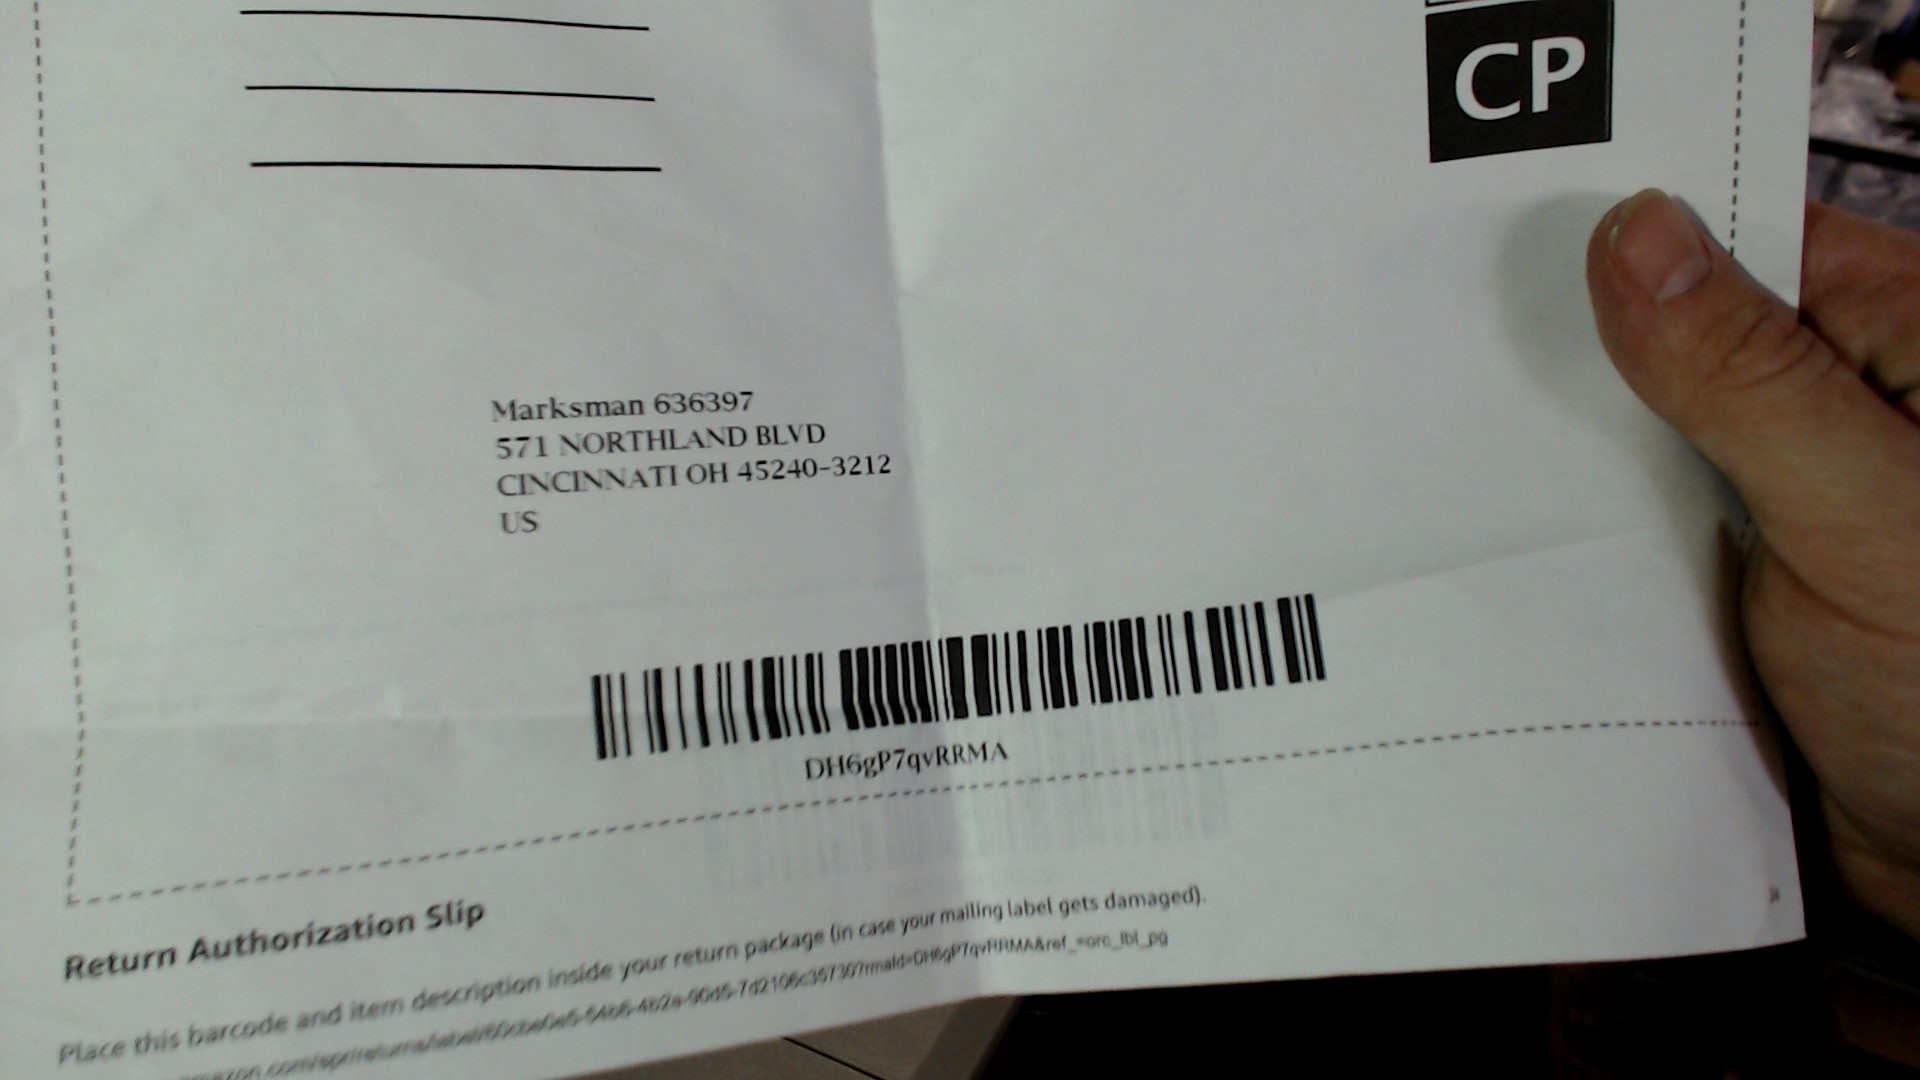 CP
Marksman 636397
571 NORTHLAND BLVD
CINCINNATI OH 45240-3212
US
DH6gP7qvRRMA
Return Authorization Slip
Place this barcode and item description inside your return package (in case your mailing label gets damaged).